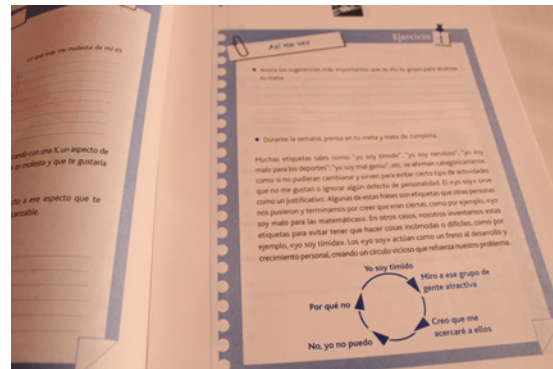 Lo que más me molesta de mí es
cando con una X, un aspecto de
te molesta y que te gustaría
to a ese aspecto que te
canzable.
Así me veo
Ejercicio 1
Anota las sugerencias más importantes que te dio tu grupo para alcanzar
tu meta.
Durante la semana, piensa en tu meta y trata de cumplirla.
Muchas etiquetas tales como: "yo soy tímido", "yo soy nervioso", "yo soy
malo para los deportes", "yo soy mal genio", etc. se afirman categóricamente,
como si no pudieran cambiarse y sirven para evitar cierto tipo de actividades
que no me gustan o ignorar algún defecto de personalidad. El «yo soy» sirve
como un justificativo. Algunas de estas frases son etiquetas que otras personas
nos pusieron y terminamos por creer que eran ciertas, como por ejemplo, «yo
soy malo para las matemáticas». En otros casos, nosotros inventamos estas
etiquetas para evitar tener que hacer cosas incómodas o difíciles, como por
ejemplo, «yo soy tímida». Los «yo soy» actúan como un freno al desarrollo y
crecimiento personal, creando un círculo vicioso que refuerza nuestro problema.
Yo soy tímido
Miro a ese grupo de
gente atractiva
Creo que me
acercaré a ellos
No, yo no puedo
Por qué no